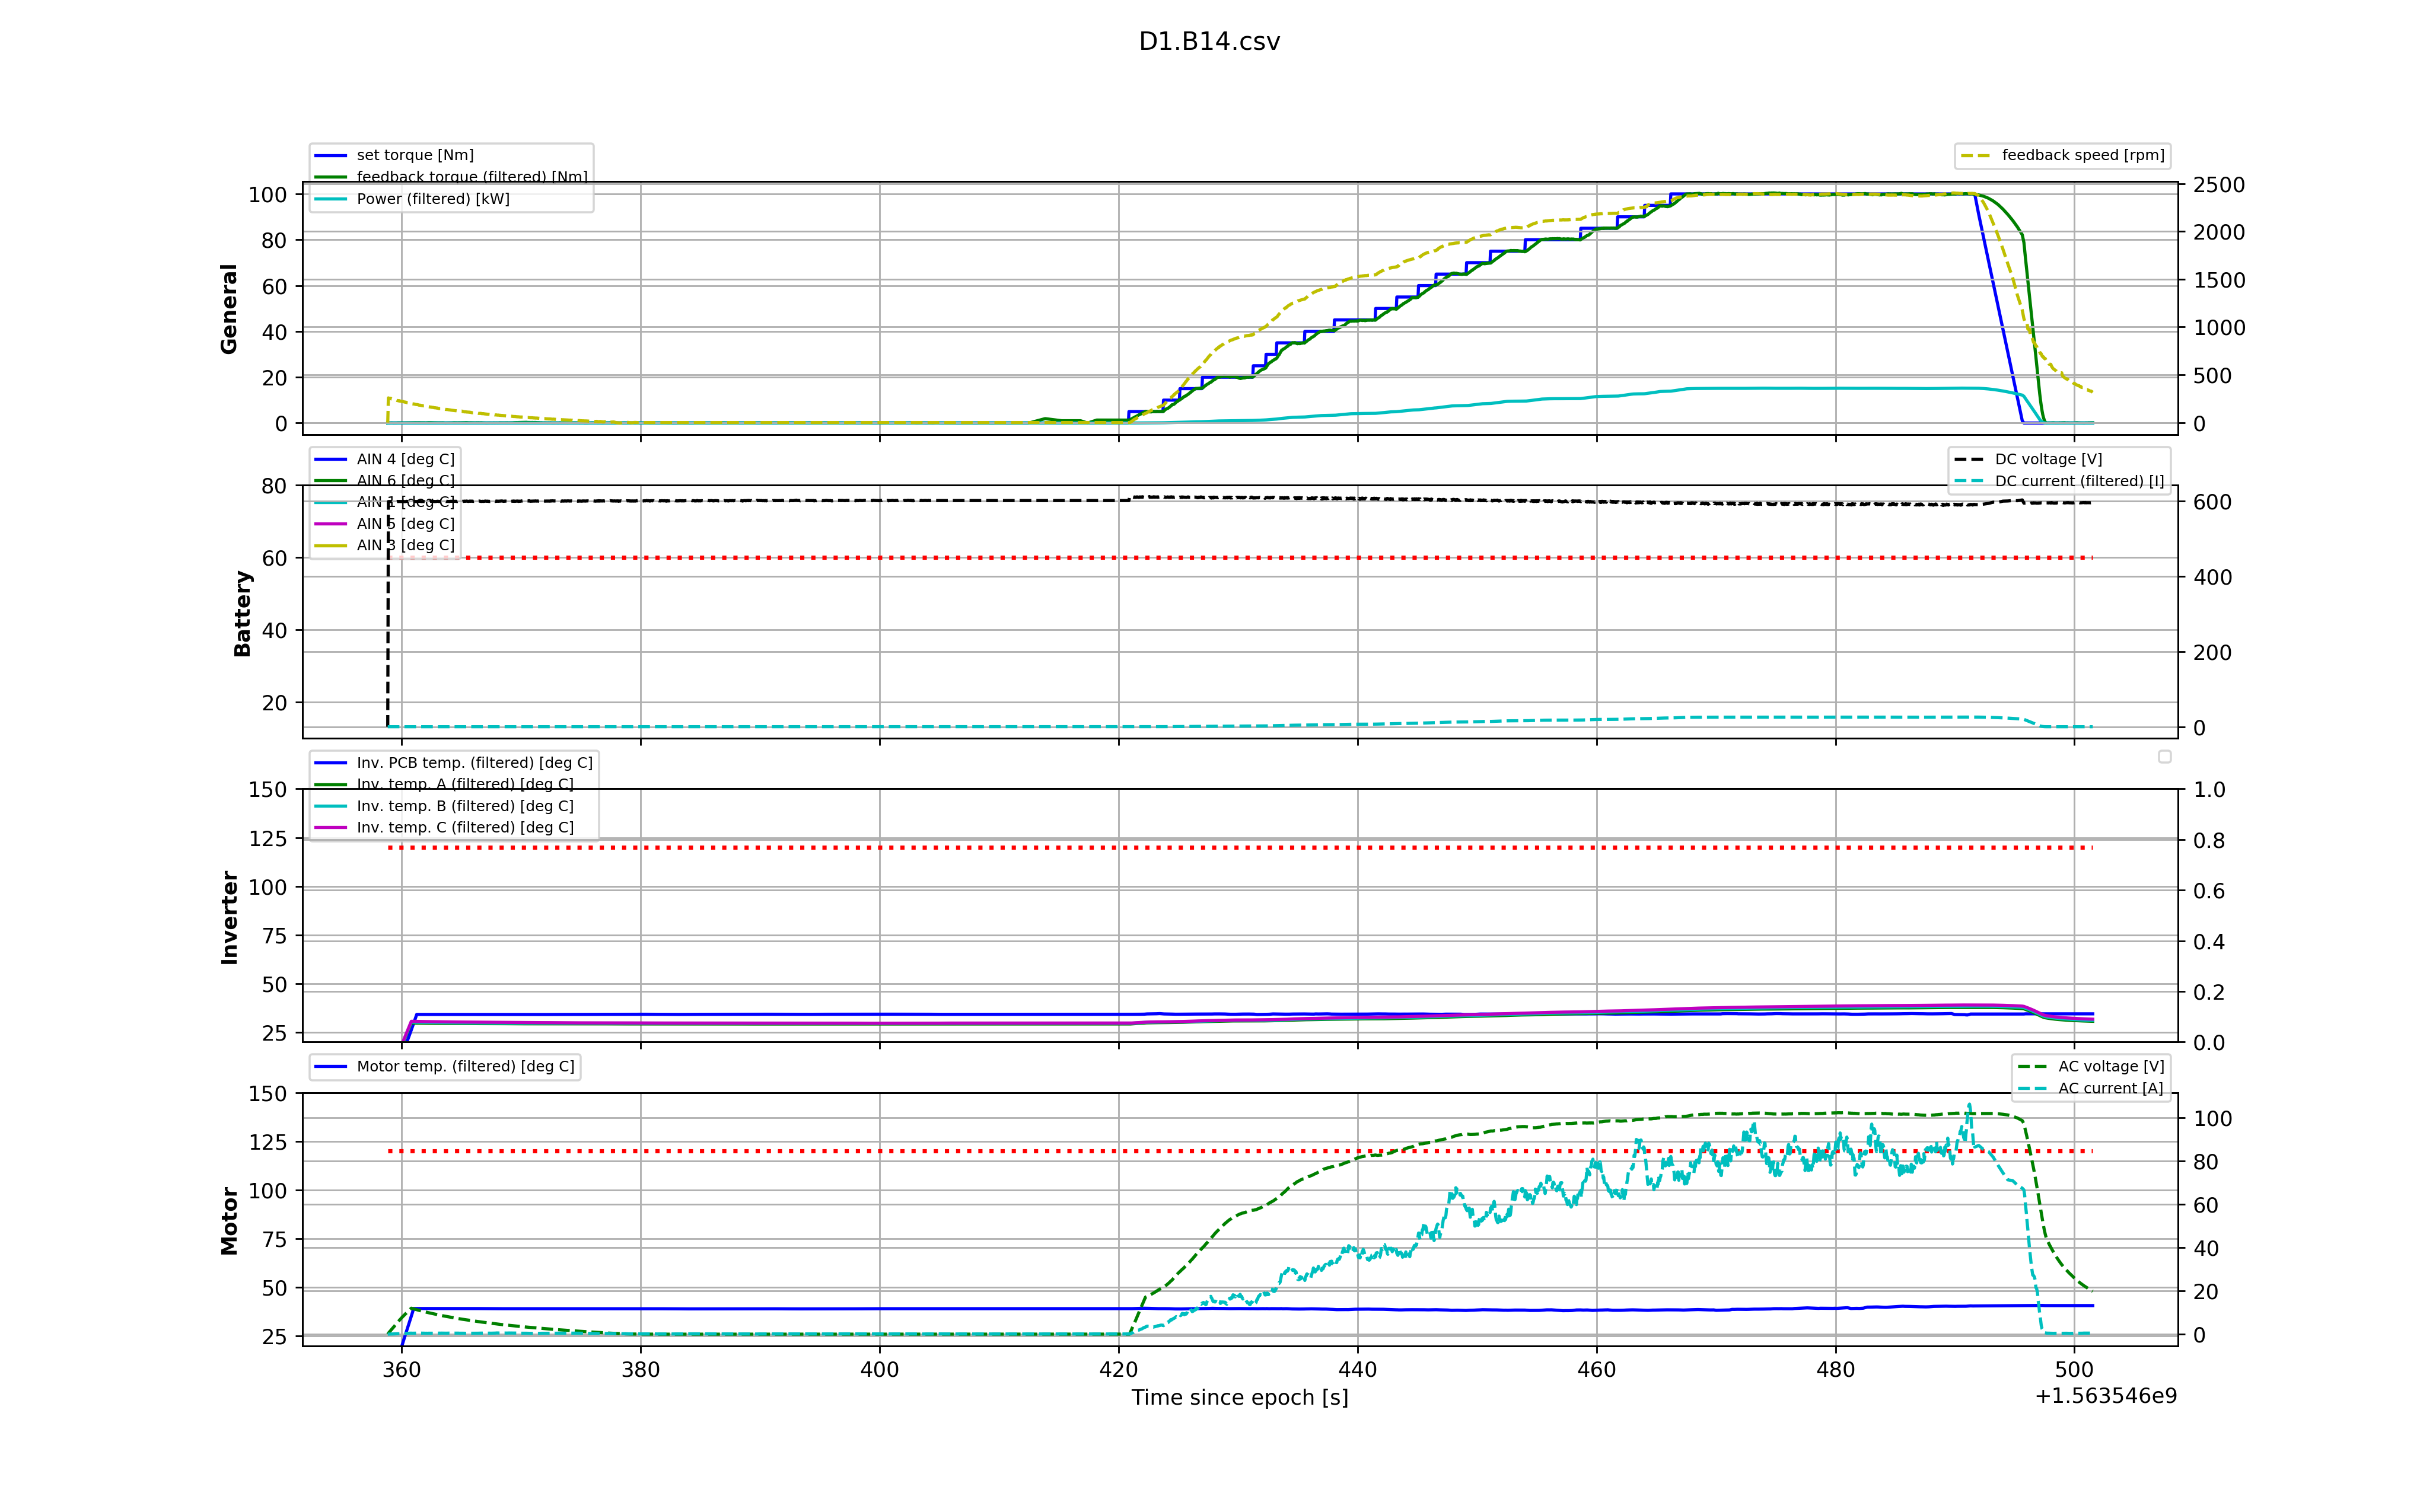 D1.B14.csv
set torque [Nm]
feedback torque (filtered) [Nm]
Power (filtered) [kW]
feedback speed [rpm]
General
100
80
60
40
20
0
2500
2000
1500
1000
500
0
AIN 4 [deg C]
AIN 6 [deg C]
AIN 1 [deg C]
AIN 5 [deg C]
AIN 3 [deg C]
DC voltage [V]
DC current (filtered) [I]
Battery
80
60
40
20
600
400
200
0
Inv. PCB temp. (filtered) [deg C]
Inv. temp. A (filtered) [deg C]
Inv. temp. B (filtered) [deg C]
Inv. temp. C (filtered) [deg C]
Inverter
150
125
100
75
50
25
1.0
0.8
0.6
0.4
0.2
0.0
Motor temp. (filtered) [deg C]
AC voltage [V]
AC current [A]
Motor
150
125
100
75
50
25
100
80
60
40
20
0
360 380 400 420 440 460 480 500
Time since epoch [s]
+1.563546e9